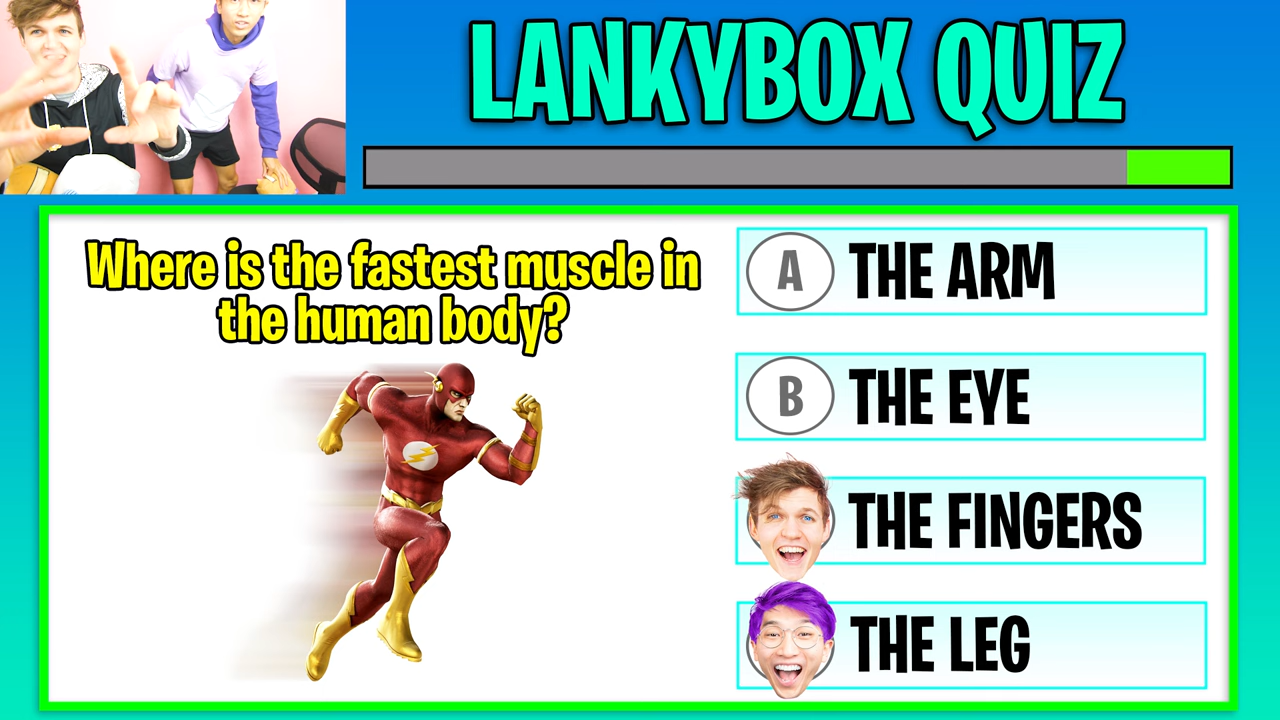 LANKYBOX QUIZ
Where is the fastest muscle in
the human body?
A THE ARM
B THE EYE
THE FINGERS
THE LEG